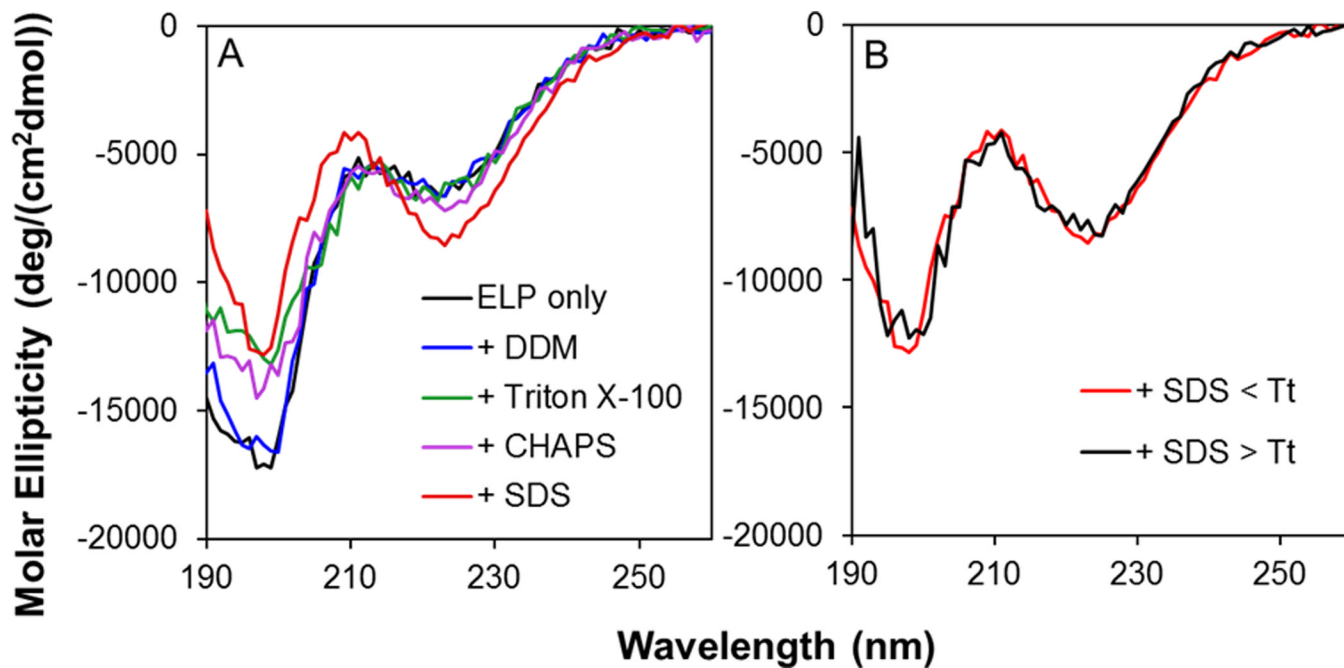 Molar Ellipticity (deg/(cm²dmol))
A
0
-5000
-10000
-15000
-20000
190
210
230
250
ELP only
+ DDM
+ Triton X-100
+ CHAPS
+ SDS
B
0
-5000
-10000
-15000
-20000
190
210
230
250
+ SDS < Tt
+ SDS > Tt
Wavelength (nm)